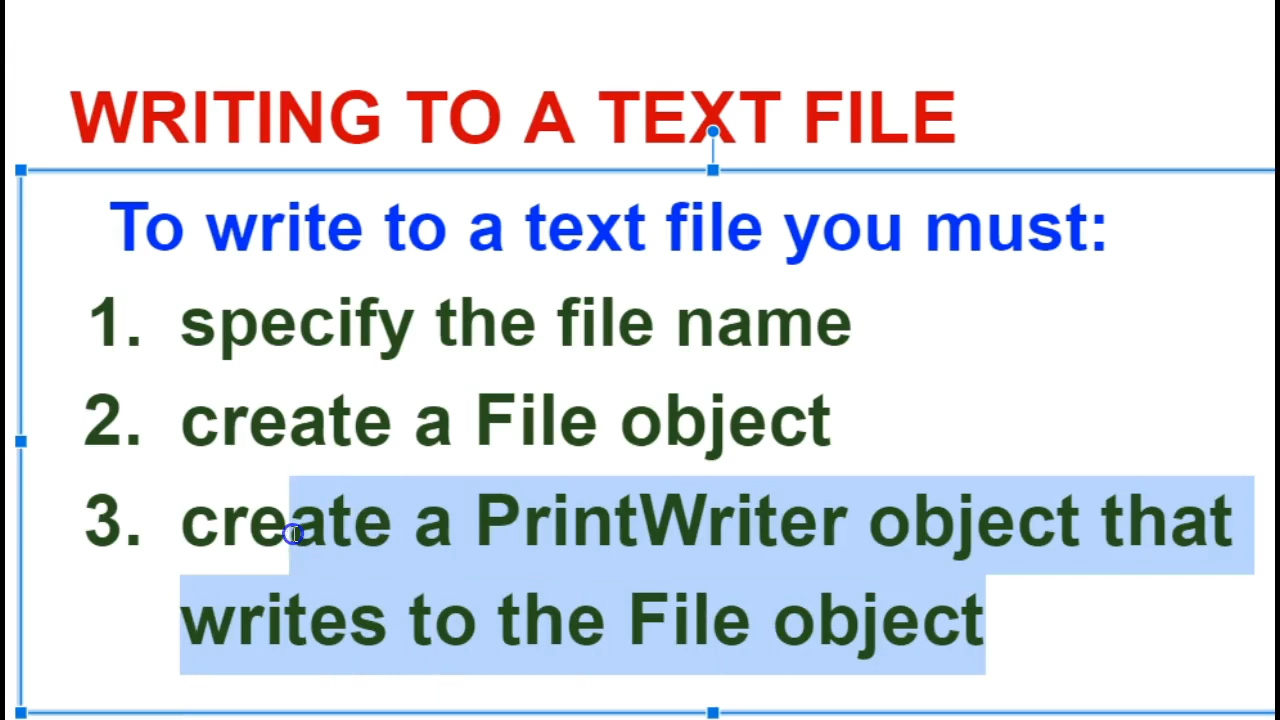 WRITING TO A TEXT FILE
To write to a text file you must:
1. specify the file name
2. create a File object
3. create a PrintWriter object that
writes to the File object